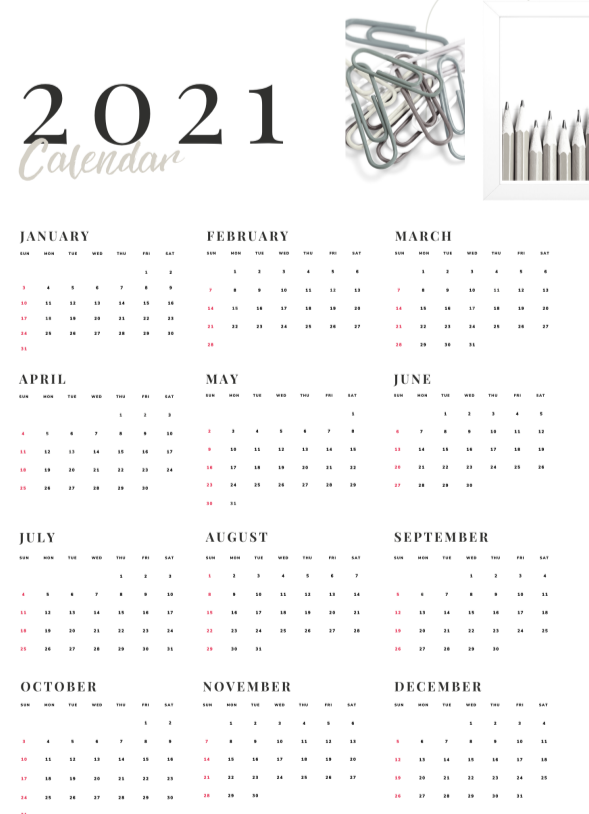 2021
Calendar
JANUARY
SUN MON TUE WED THU FRI SAT
1 2
3 4 5 6 7 8 9
10 11 12 13 14 15 16
17 18 19 20 21 22 23
24 25 26 27 28 29 30
31
FEBRUARY
SUN MON TUE WED THU FRI SAT
1 2 3 4 5 6
7 8 9 10 11 12 13
14 15 16 17 18 19 20
21 22 23 24 25 26 27
28
MARCH
SUN MON TUE WED THU FRI SAT
1 2 3 4 5 6
7 8 9 10 11 12 13
14 15 16 17 18 19 20
21 22 23 24 25 26 27
28 29 30 31
APRIL
SUN MON TUE WED THU FRI SAT
1 2 3
4 5 6 7 8 9 10
11 12 13 14 15 16 17
18 19 20 21 22 23 24
25 26 27 28 29 30
MAY
SUN MON TUE WED THU FRI SAT
1
2 3 4 5 6 7 8
9 10 11 12 13 14 15
16 17 18 19 20 21 22
23 24 25 26 27 28 29
30 31
JUNE
SUN MON TUE WED THU FRI SAT
1 2 3 4 5
6 7 8 9 10 11 12
13 14 15 16 17 18 19
20 21 22 23 24 25 26
27 28 29 30
JULY
SUN MON TUE WED THU FRI SAT
1 2 3
4 5 6 7 8 9 10
11 12 13 14 15 16 17
18 19 20 21 22 23 24
25 26 27 28 29 30 31
AUGUST
SUN MON TUE WED THU FRI SAT
1 2 3 4 5 6 7
8 9 10 11 12 13 14
15 16 17 18 19 20 21
22 23 24 25 26 27 28
29 30 31
SEPTEMBER
SUN MON TUE WED THU FRI SAT
1 2 3 4
5 6 7 8 9 10 11
12 13 14 15 16 17 18
19 20 21 22 23 24 25
26 27 28 29 30
OCTOBER
SUN MON TUE WED THU FRI SAT
1 2
3 4 5 6 7 8 9
10 11 12 13 14 15 16
17 18 19 20 21 22 23
24 25 26 27 28 29 30
NOVEMBER
SUN MON TUE WED THU FRI SAT
1 2 3 4 5 6
7 8 9 10 11 12 13
14 15 16 17 18 19 20
21 22 23 24 25 26 27
28 29 30
DECEMBER
SUN MON TUE WED THU FRI SAT
1 2 3 4
5 6 7 8 9 10 11
12 13 14 15 16 17 18
19 20 21 22 23 24 25
26 27 28 29 30 31